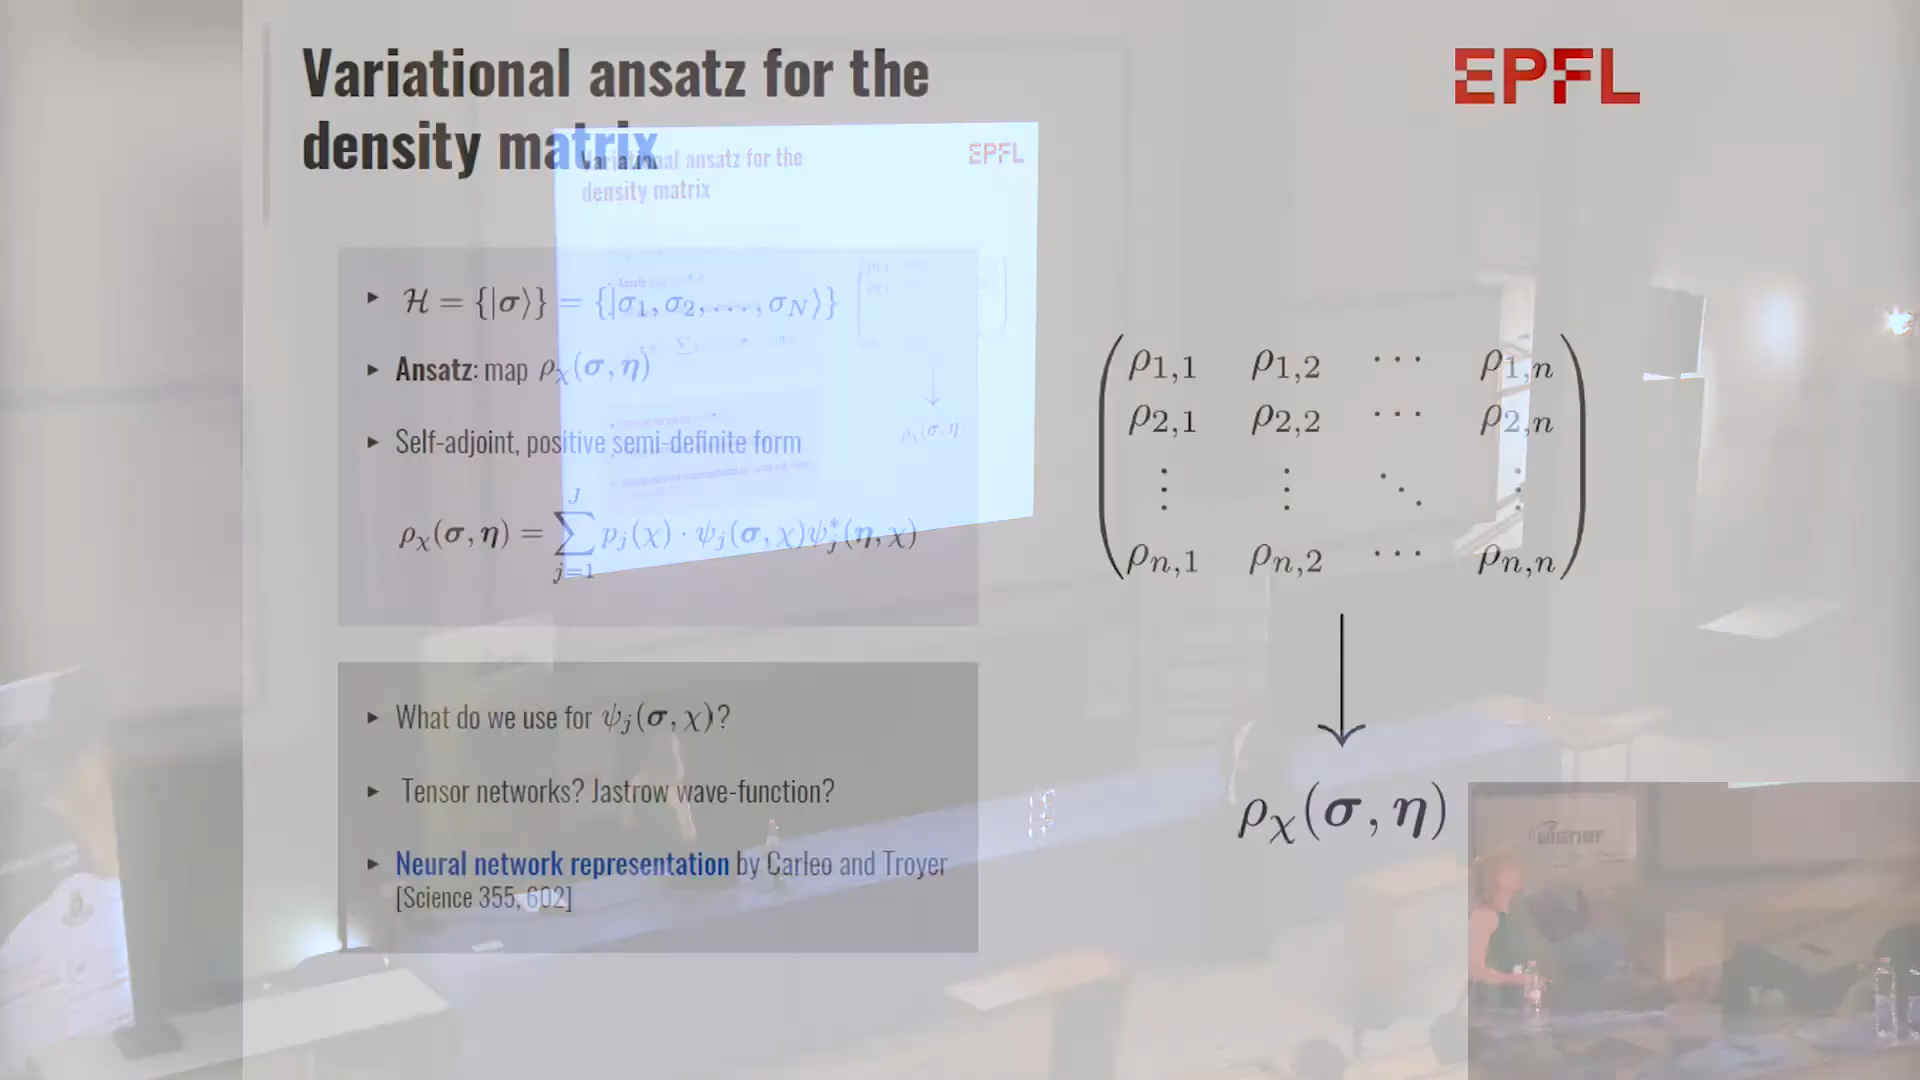 Variational ansatz for the
density matrix
EPFL
▸ ℋ = {|σ⟩} = {|σ₁, σ₂, …, σ_N⟩}
▸ Ansatz: map ρ_χ(σ, η)
▸ Self-adjoint, positive semi-definite form
ρ_χ(σ, η) = ∑_{j=1}^{J} p_j(χ) · ψ_j(σ, χ)ψ_j^*(η, χ)
▸ What do we use for ψ_j(σ, χ)?
▸ Tensor networks? Jastrow wave-function?
▸ Neural network representation by Carleo and Troyer
[Science 355, 602]
ρ_{1,1} ρ_{1,2} ⋯ ρ_{1,n}
ρ_{2,1} ρ_{2,2} ⋯ ρ_{2,n}
⋮ ⋮ ⋱ ⋮
ρ_{n,1} ρ_{n,2} ⋯ ρ_{n,n}
ρ_χ(σ, η)
Variational ansatz for the
density matrix
EPFL
ρ_χ(σ, η)
wigner